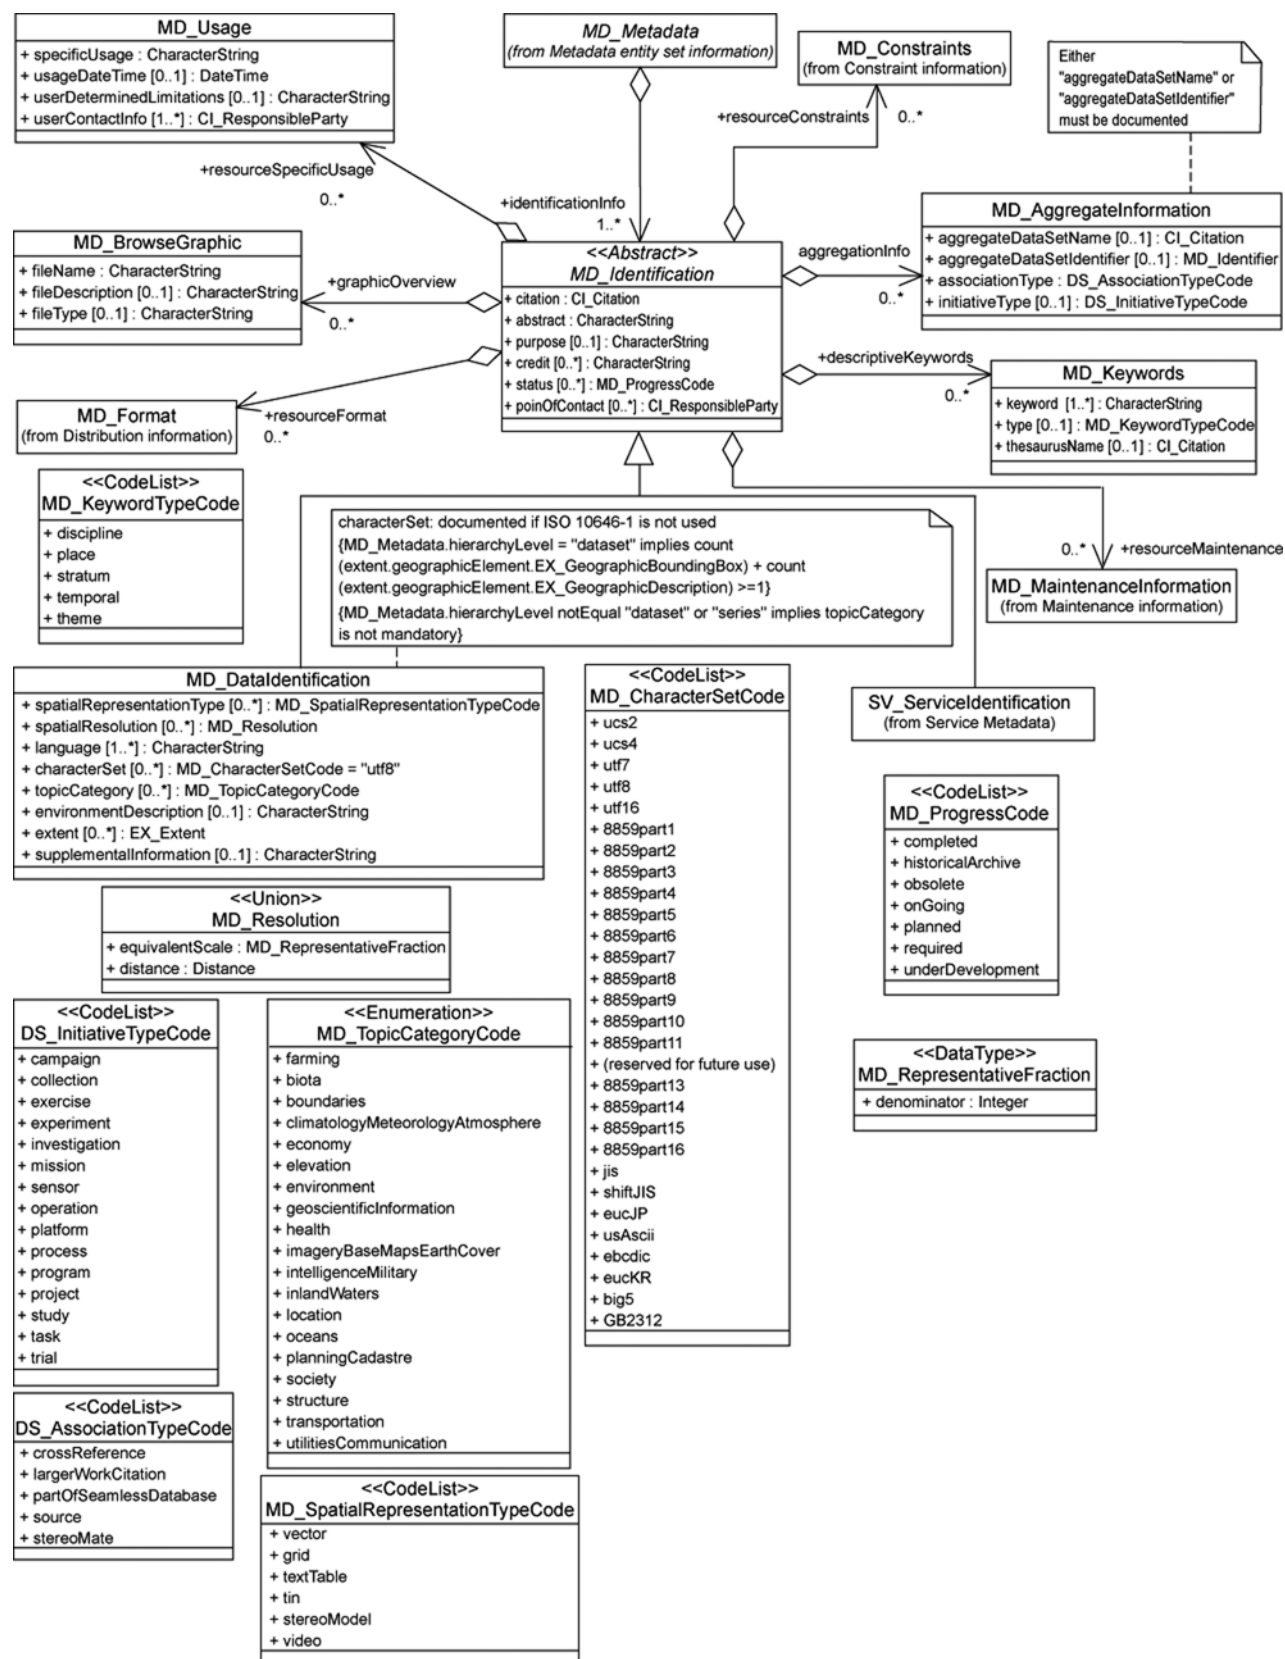 MD_Usage
+ specificUsage : CharacterString
+ usageDateTime [0..1] : DateTime
+ userDeterminedLimitations [0..1] : CharacterString
+ userContactInfo [1..*] : CI_ResponsibleParty
MD_Metadata
(from Metadata entity set information)
MD_Constraints
(from Constraint information)
Either
"aggregateDataSetName" or
"aggregateDataSetIdentifier"
must be documented
+resourceConstraints
0..*
+resourceSpecificUsage
0..*
+identificationInfo
1..*
MD_BrowseGraphic
+ fileName : CharacterString
+ fileDescription [0..1] : CharacterString
+ fileType [0..1] : CharacterString
+graphicOverview
0..*
<<Abstract>>
MD_Identification
+ citation : CI_Citation
+ abstract : CharacterString
+ purpose [0..1] : CharacterString
+ credit [0..*] : CharacterString
+ status [0..*] : MD_ProgressCode
+ poinOfContact [0..*] : CI_ResponsibleParty
aggregationInfo
0..*
MD_AggregateInformation
+ aggregateDataSetName [0..1] : CI_Citation
+ aggregateDataSetIdentifier [0..1] : MD_Identifier
+ associationType : DS_AssociationTypeCode
+ initiativeType [0..1] : DS_InitiativeTypeCode
+descriptiveKeywords
0..*
MD_Keywords
+ keyword [1..*] : CharacterString
+ type [0..1] : MD_KeywordTypeCode
+ thesaurusName [0..1] : CI_Citation
MD_Format
(from Distribution information)
+resourceFormat
0..*
<<CodeList>>
MD_KeywordTypeCode
+ discipline
+ place
+ stratum
+ temporal
+ theme
characterSet: documented if ISO 10646-1 is not used
{MD_Metadata.hierarchyLevel = "dataset" implies count
(extent.geographicElement.EX_GeographicBoundingBox) + count
(extent.geographicElement.EX_GeographicDescription) >=1}
{MD_Metadata.hierarchyLevel notEqual "dataset" or "series" implies topicCategory
is not mandatory}
0..*
+resourceMaintenance
MD_MaintenanceInformation
(from Maintenance information)
MD_DataIdentification
+ spatialRepresentationType [0..*] : MD_SpatialRepresentationTypeCode
+ spatialResolution [0..*] : MD_Resolution
+ language [1..*] : CharacterString
+ characterSet [0..*] : MD_CharacterSetCode = "utf8"
+ topicCategory [0..*] : MD_TopicCategoryCode
+ environmentDescription [0..1] : CharacterString
+ extent [0..*] : EX_Extent
+ supplementalInformation [0..1] : CharacterString
<<CodeList>>
MD_CharacterSetCode
+ ucs2
+ ucs4
+ utf7
+ utf8
+ utf16
+ 8859part1
+ 8859part2
+ 8859part3
+ 8859part4
+ 8859part5
+ 8859part6
+ 8859part7
+ 8859part8
+ 8859part9
+ 8859part10
+ 8859part11
+ (reserved for future use)
+ 8859part13
+ 8859part14
+ 8859part15
+ 8859part16
+ jis
+ shiftJIS
+ eucJP
+ usAscii
+ ebcdic
+ eucKR
+ big5
+ GB2312
SV_ServiceIdentification
(from Service Metadata)
<<CodeList>>
MD_ProgressCode
+ completed
+ historicalArchive
+ obsolete
+ onGoing
+ planned
+ required
+ underDevelopment
<<Union>>
MD_Resolution
+ equivalentScale : MD_RepresentativeFraction
+ distance : Distance
<<CodeList>>
DS_InitiativeTypeCode
+ campaign
+ collection
+ exercise
+ experiment
+ investigation
+ mission
+ sensor
+ operation
+ platform
+ process
+ program
+ project
+ study
+ task
+ trial
<<Enumeration>>
MD_TopicCategoryCode
+ farming
+ biota
+ boundaries
+ climatologyMeteorologyAtmosphere
+ economy
+ elevation
+ environment
+ geoscientificInformation
+ health
+ imageryBaseMapsEarthCover
+ intelligenceMilitary
+ inlandWaters
+ location
+ oceans
+ planningCadastre
+ society
+ structure
+ transportation
+ utilitiesCommunication
<<DataType>>
MD_RepresentativeFraction
+ denominator : Integer
<<CodeList>>
DS_AssociationTypeCode
+ crossReference
+ largerWorkCitation
+ partOfSeamlessDatabase
+ source
+ stereoMate
<<CodeList>>
MD_SpatialRepresentationTypeCode
+ vector
+ grid
+ textTable
+ tin
+ stereoModel
+ video